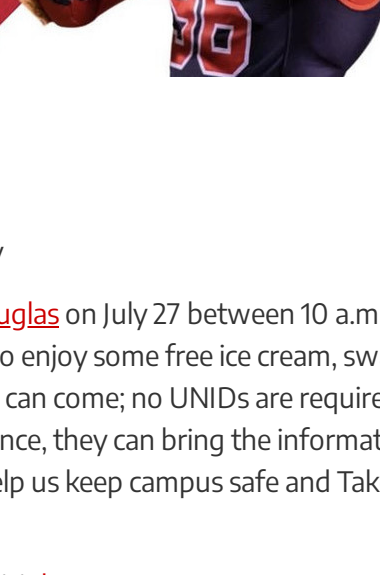 uglas on July 27 between 10 a.m
o enjoy some free ice cream, sw
can come; no UNIDs are require
nce, they can bring the informat
elp us keep campus safe and Tak